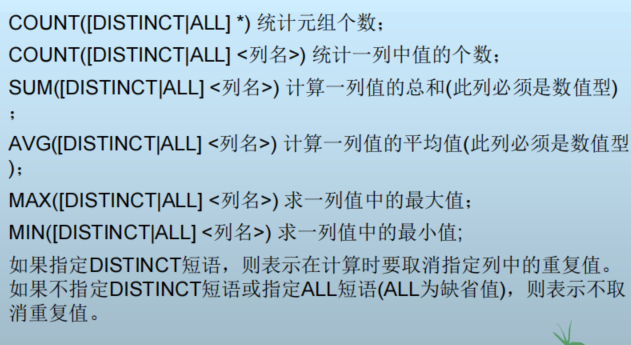 COUNT([DISTINCT|ALL] *) 统计元组个数；
COUNT([DISTINCT|ALL] <列名>) 统计一列中值的个数；
SUM([DISTINCT|ALL] <列名>) 计算一列值的总和(此列必须是数值型)
；
AVG([DISTINCT|ALL] <列名>) 计算一列值的平均值(此列必须是数值型
)；
MAX([DISTINCT|ALL] <列名>) 求一列值中的最大值；
MIN([DISTINCT|ALL] <列名>) 求一列值中的最小值;
如果指定DISTINCT短语，则表示在计算时要取消指定列中的重复值。
如果不指定DISTINCT短语或指定ALL短语(ALL为缺省值)，则表示不取
消重复值。